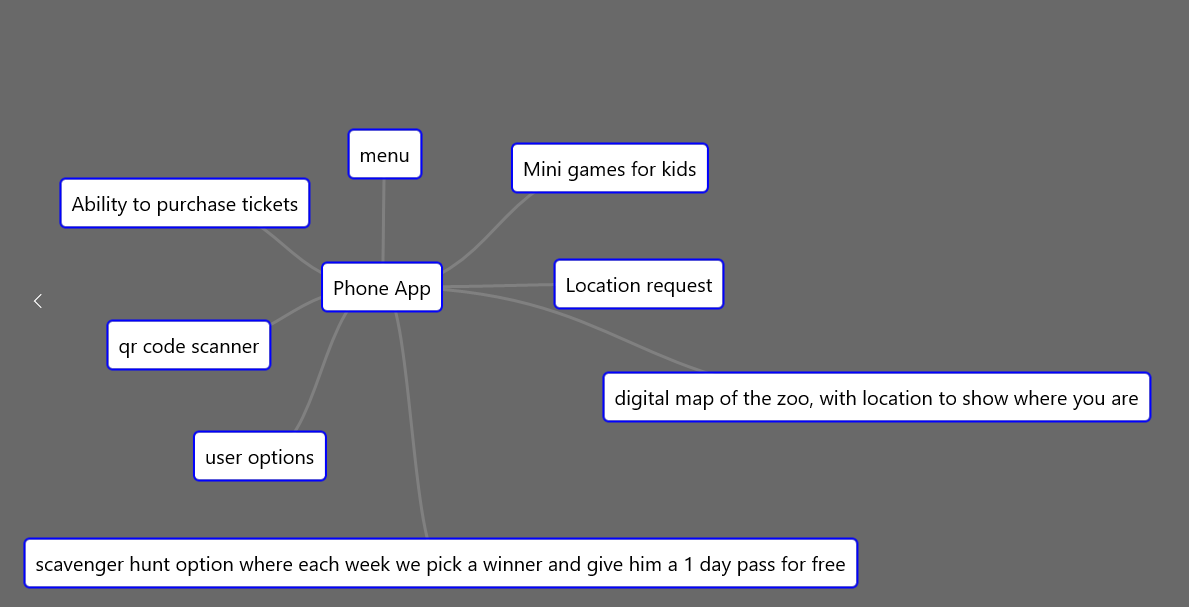 menu
Mini games for kids
Ability to purchase tickets
Phone App
Location request
qr code scanner
digital map of the zoo, with location to show where you are
user options
scavenger hunt option where each week we pick a winner and give him a 1 day pass for free